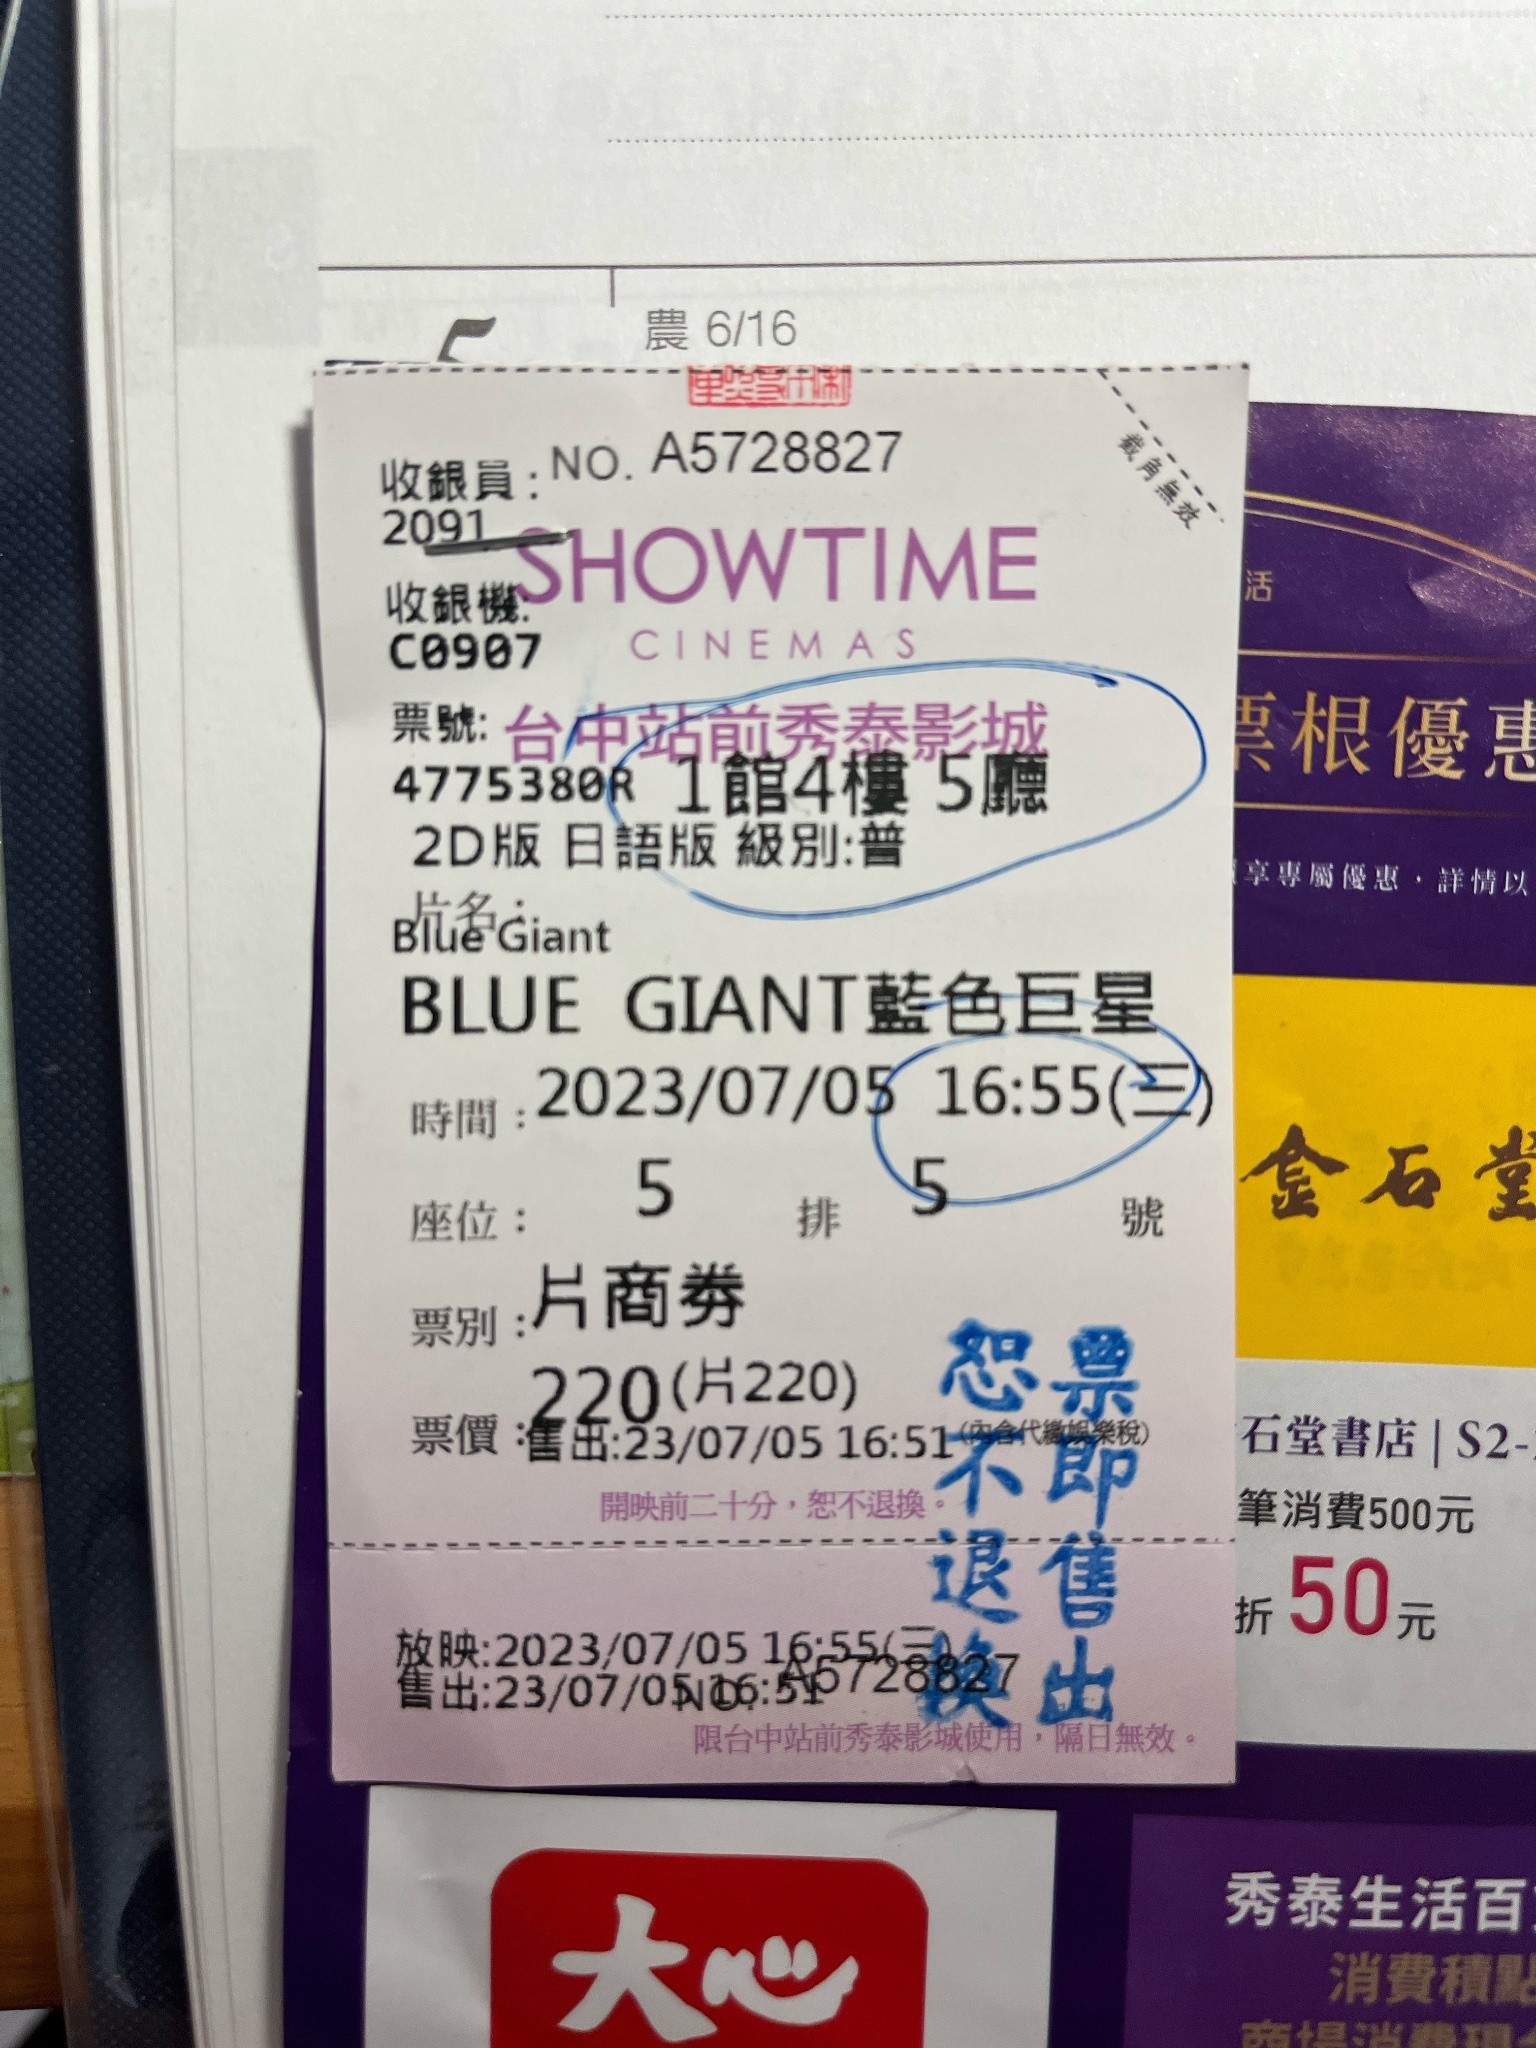 農 6/16
5
收銀員:NO. A5728827
2091
截角無效
SHOWTIME
收銀機:
CINEMAS
C0907
票號:台中站前秀泰影城
4775380R 1館4樓 5廳
2D版 日語版 級別:普
片名:
Blue Giant
BLUE GIANT藍色巨星
時間:2023/07/05 16:55(三)
座位: 5 排 5 號
票別:片商券
220(片220)
票價:售出:23/07/05 16:51(內含代繳娛樂稅)
開映前二十分,恕不退換。
票即售出
恕不退換
放映:2023/07/05 16:55(三)
售出:23/07/05 16:51
NO. A5728827
限台中站前秀泰影城使用,隔日無效。
活
票根優惠
享專屬優惠,詳情以
金石堂
石堂書店 | S2-
筆消費500元
折 50元
大心
秀泰生活百
消費積點